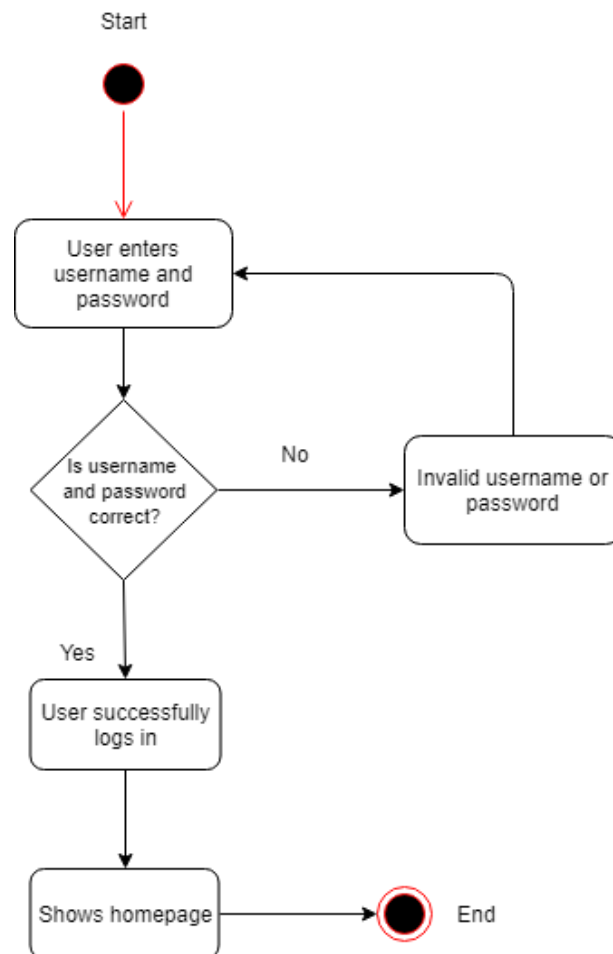 Start
User enters
username and
password
Is username
and password
correct?
No
Invalid username or
password
Yes
User successfully
logs in
Shows homepage
End